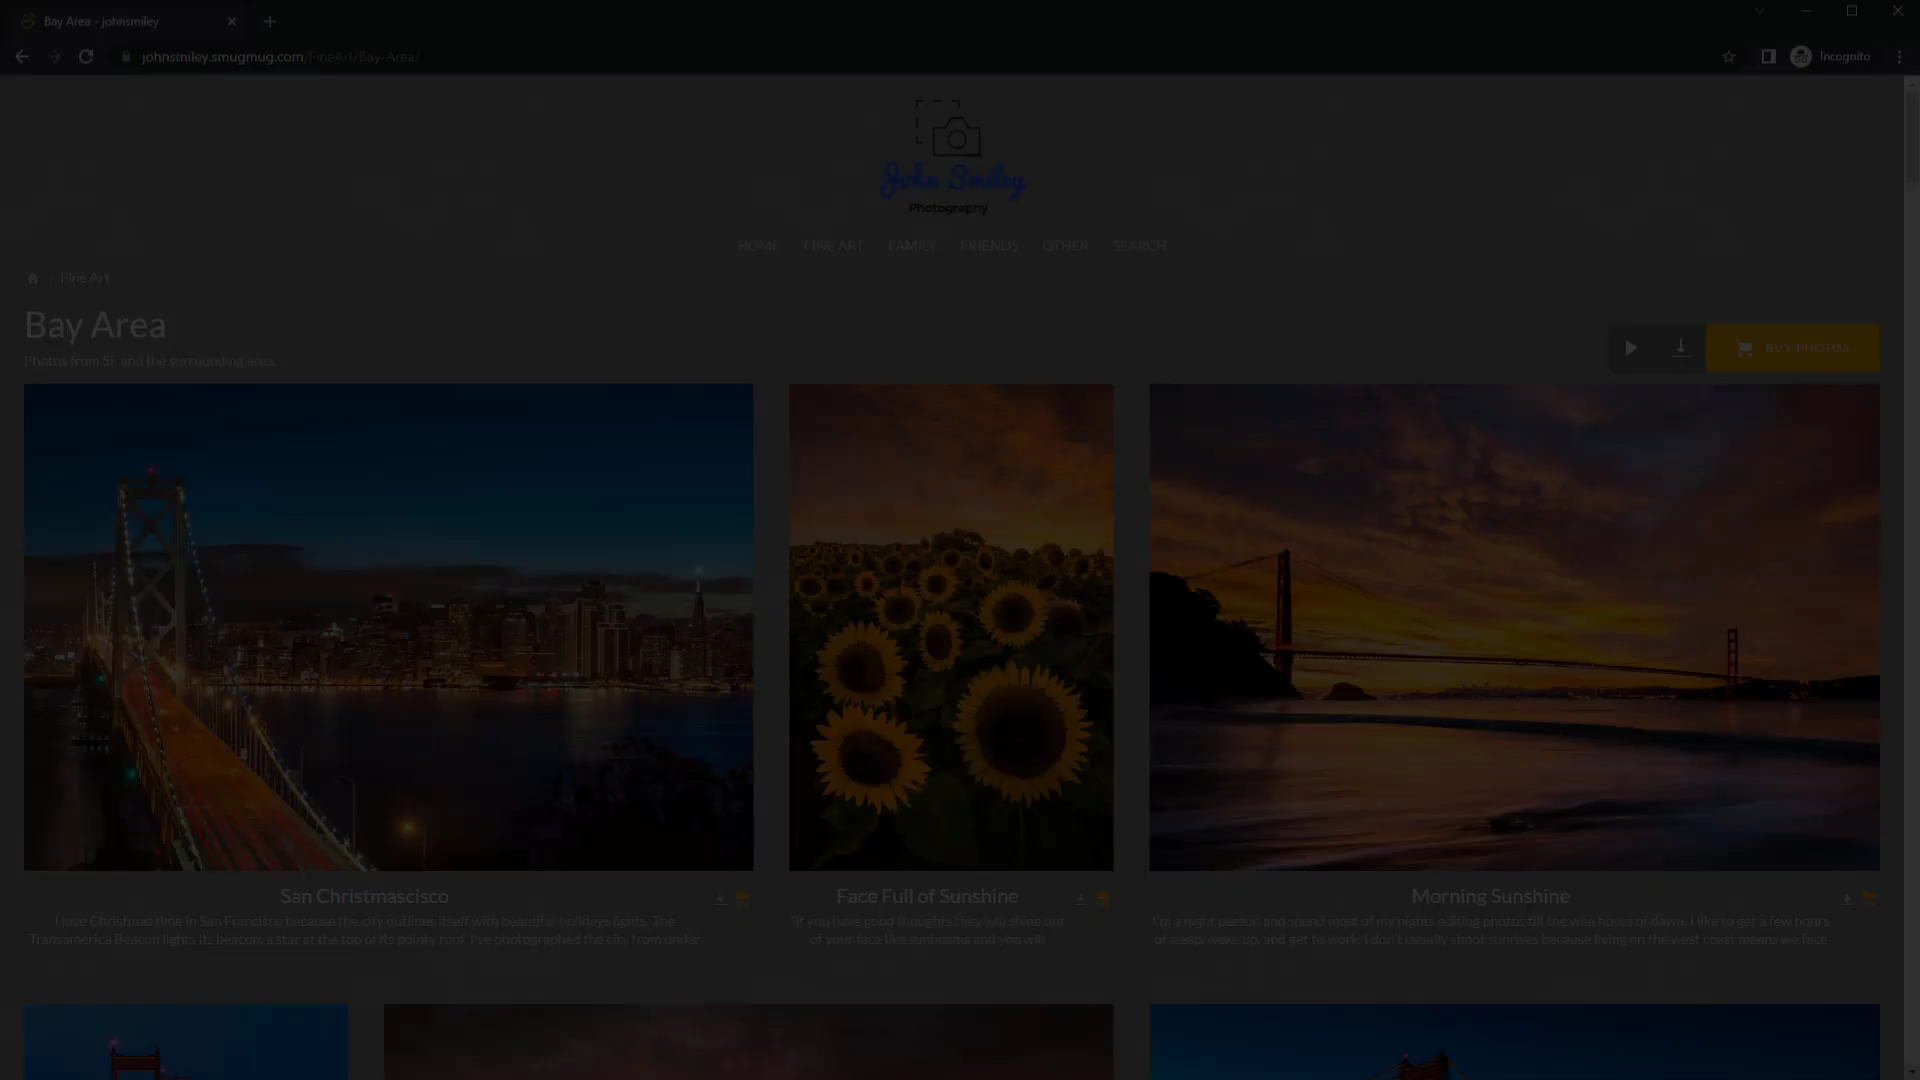 Bay Area - johnsmiley
johnsmiley.smugmug.com/FineArt/Bay-Area/
Incognito
John Smiley
Photography
HOME FINE ART FAMILY FRIENDS OTHER SEARCH
Fine Art
Bay Area
Photos from SF and the surrounding area.
BUY PHOTOS
San Christmascisco
I love Christmas time in San Francisco because the city outlines itself with beautiful holidays lights. The
Transamerica Beacon lights its beacon, a star at the top of its pointy roof. I've photographed the city from under
Face Full of Sunshine
"If you have good thoughts they will shine out
of your face like sunbeams and you will
Morning Sunshine
I'm a night person and spend most of my nights editing photos till the wee hours of dawn. I like to get a few hours
of sleep, wake up, and get to work. I don't usually shoot sunrises because living on the west coast means we face